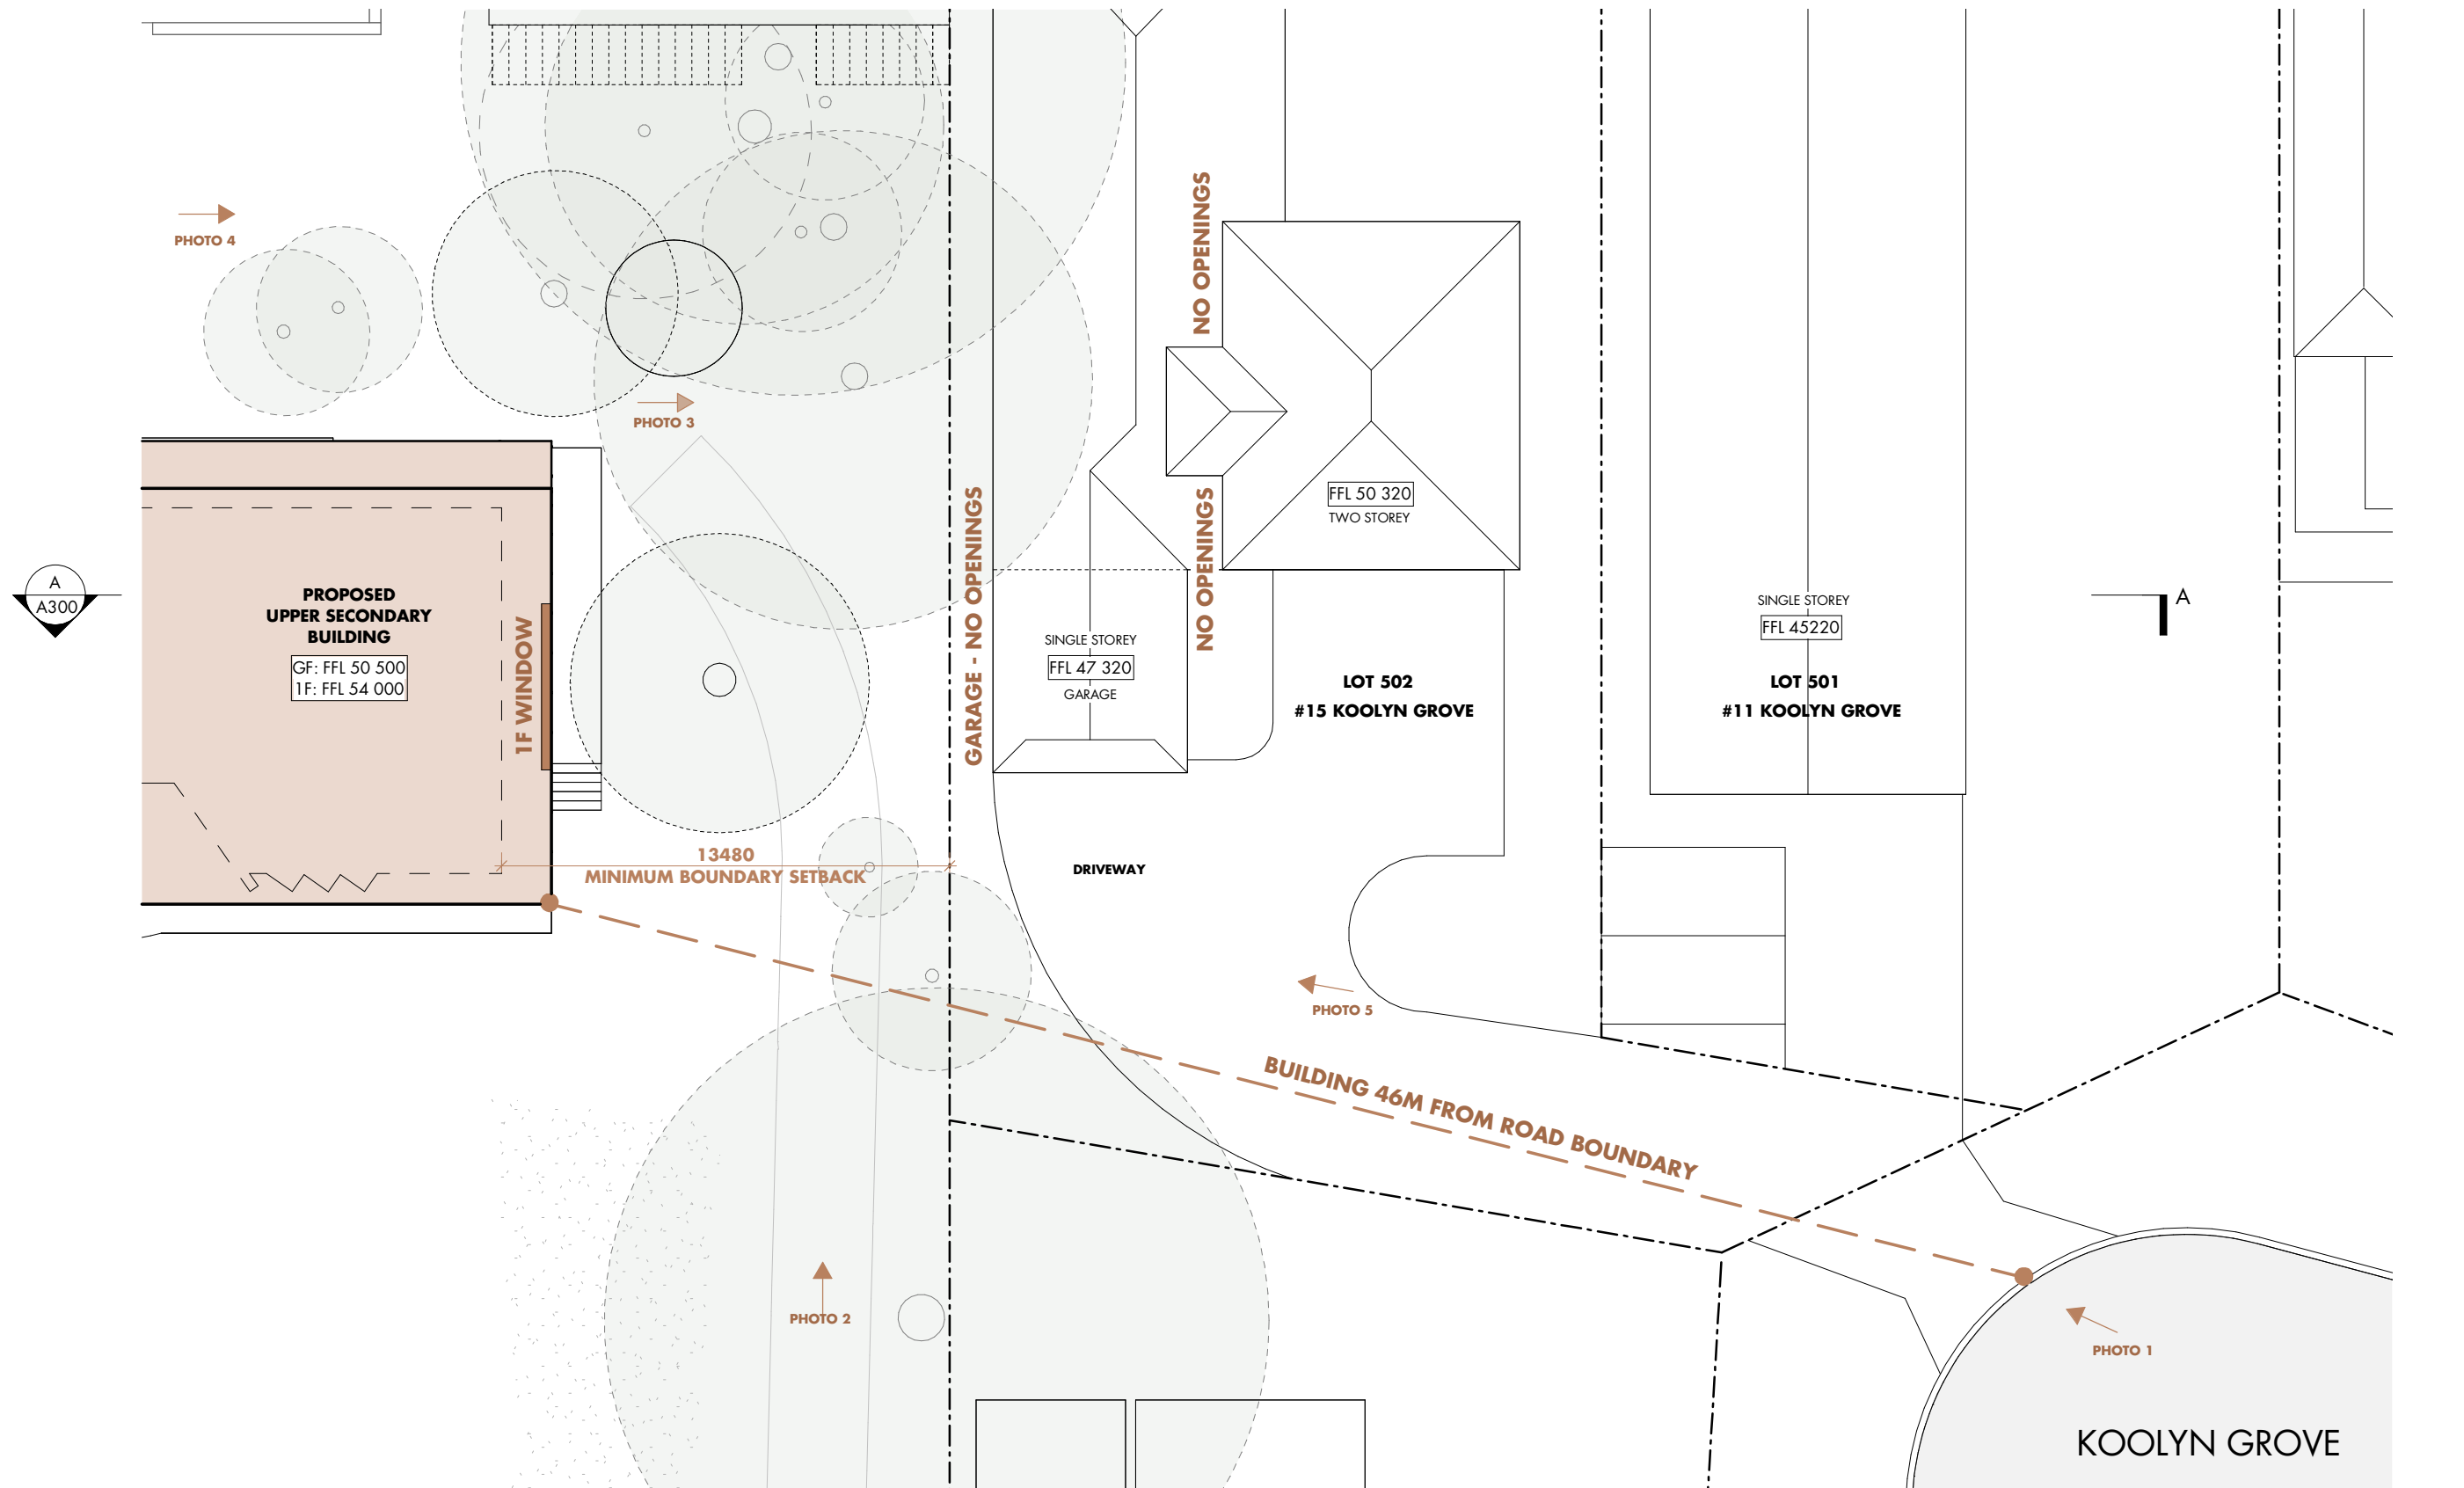 NO OPENINGS
PHOTO 4
PHOTO 3
GARAGE - NO OPENINGS
NO OPENINGS
FFL 50 320
TWO STOREY
A
A300
PROPOSED
UPPER SECONDARY
BUILDING
GF: FFL 50 500
1F: FFL 54 000
1F WINDOW
SINGLE STOREY
FFL 47 320
GARAGE
LOT 502
#15 KOOLYN GROVE
SINGLE STOREY
FFL 45220
LOT 501
#11 KOOLYN GROVE
A
13480
MINIMUM BOUNDARY SETBACK
DRIVEWAY
PHOTO 5
BUILDING 46M FROM ROAD BOUNDARY
PHOTO 2
PHOTO 1
KOOLYN GROVE